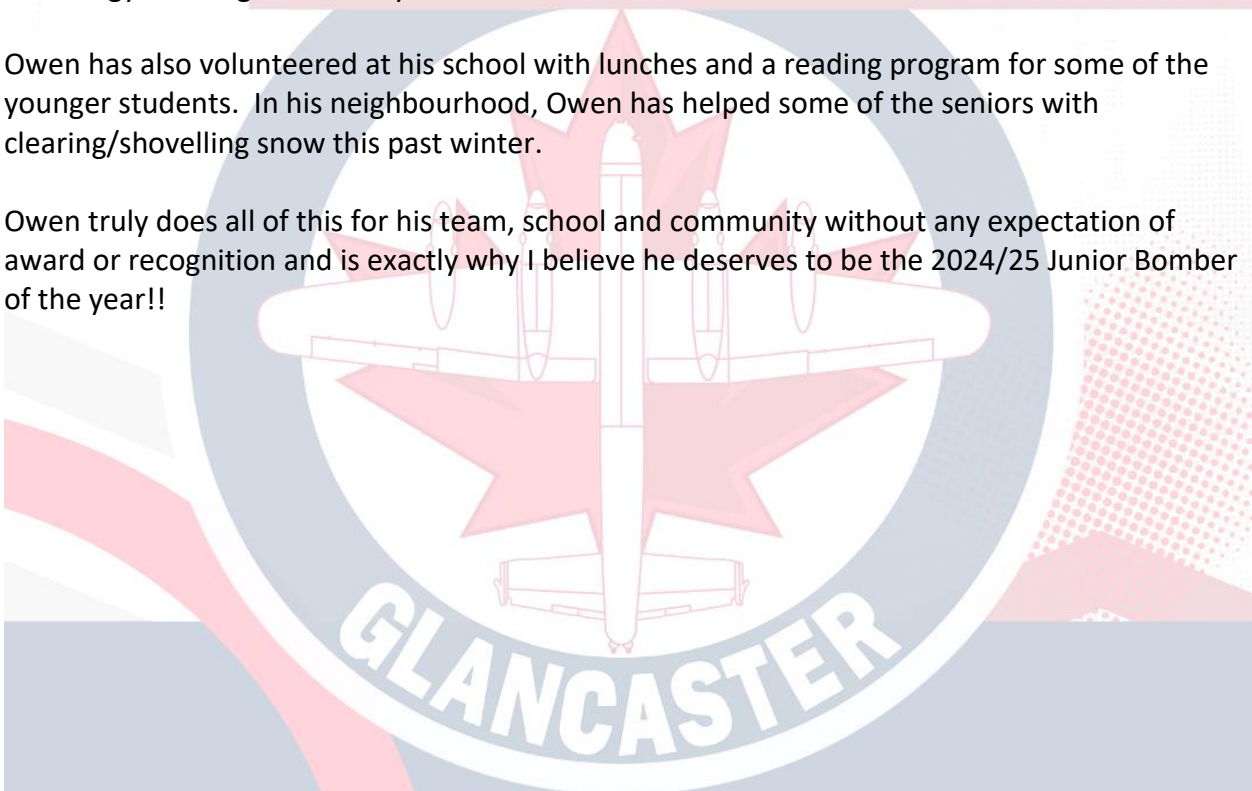 Owen has also volunteered at his school with lunches and a reading program for some of the
younger students.  In his neighbourhood, Owen has helped some of the seniors with
clearing/shovelling snow this past winter.
Owen truly does all of this for his team, school and community without any expectation of
award or recognition and is exactly why I believe he deserves to be the 2024/25 Junior Bomber
of the year!!
GLANCASTER